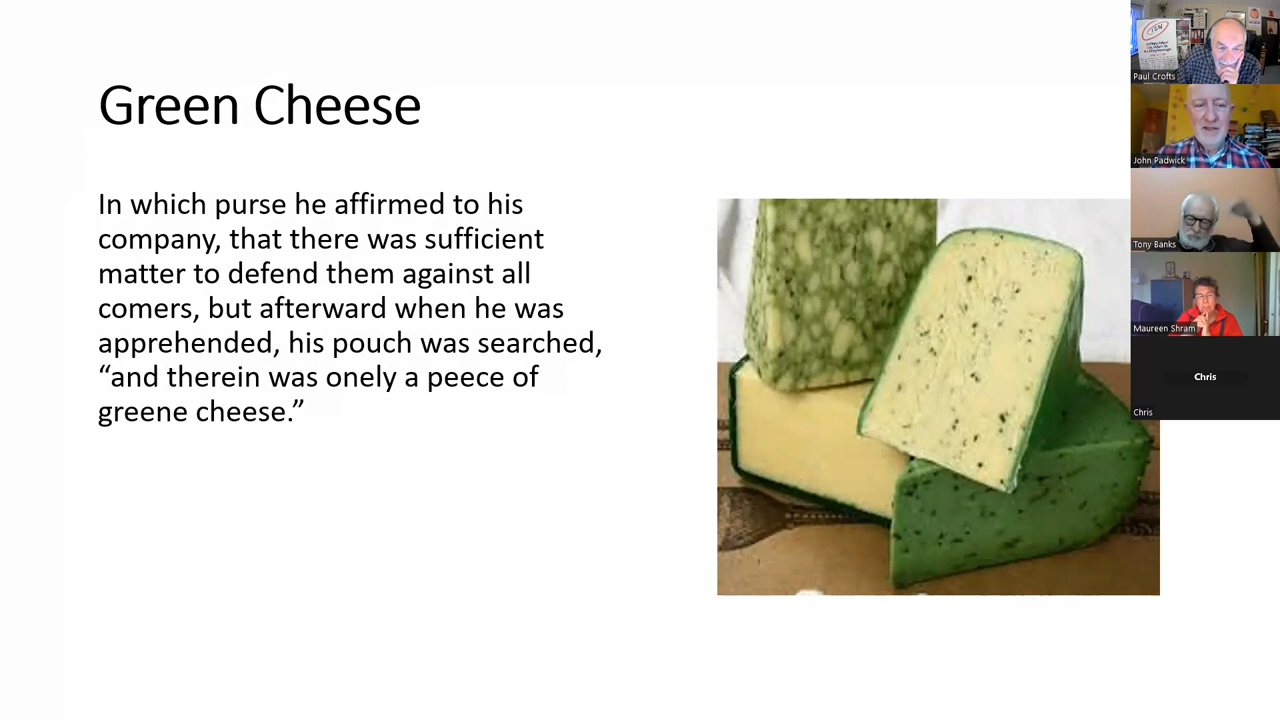 Green Cheese
In which purse he affirmed to his
company, that there was sufficient
matter to defend them against all
comers, but afterward when he was
apprehended, his pouch was searched,
“and therein was onely a peece of
greene cheese.”
Paul Crofts
John Padwick
Tony Banks
Maureen Shram
Chris
Chris